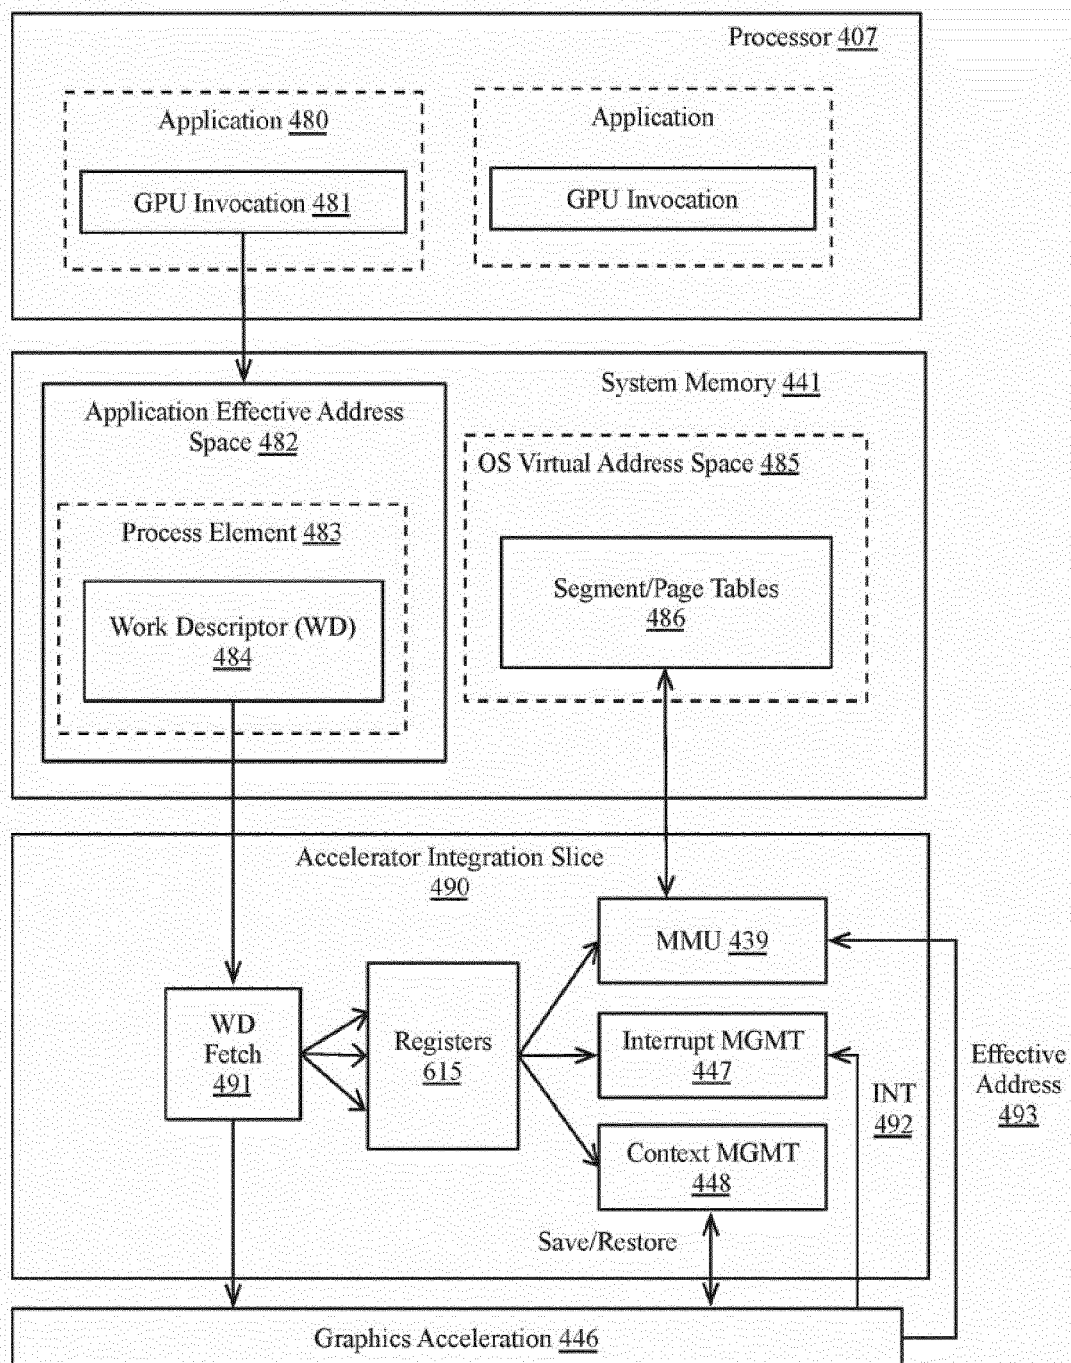 Processor 407
Application 480
Application
GPU Invocation 481
GPU Invocation
System Memory 441
Application Effective Address
Space 482
OS Virtual Address Space 485
Process Element 483
Segment/Page Tables
486
Work Descriptor (WD)
484
Accelerator Integration Slice
490
MMU 439
WD
Fetch
491
Registers
615
Interrupt MGMT
447
Effective
Address
493
INT
492
Context MGMT
448
Save/Restore
Graphics Acceleration 446